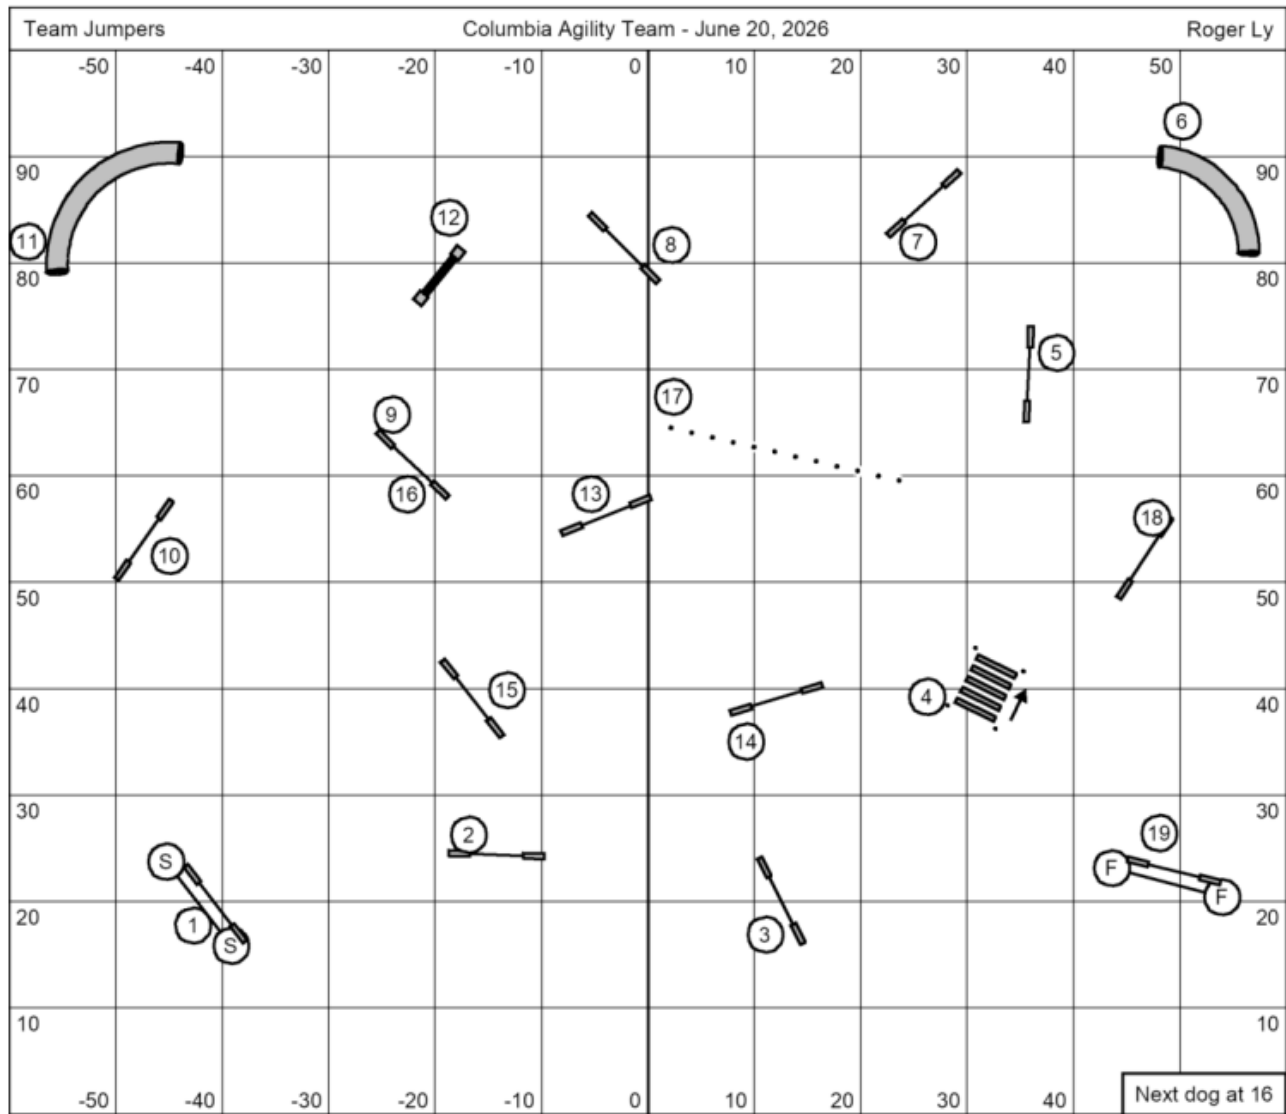 Team Jumpers Columbia Agility Team - June 20, 2026 Roger Ly
-50 -40 -30 -20 -10 0 10 20 30 40 50
6
90 90
12 8 7
11
80 80
5
70 17 70
9
16 13
60 60
18
10
50 50
15 4
40 40
14
30 30
2 19
S F
F
20 1 3 20
S
10 10
-50 -40 -30 -20 -10 0 10 20 30 40
Next dog at 16